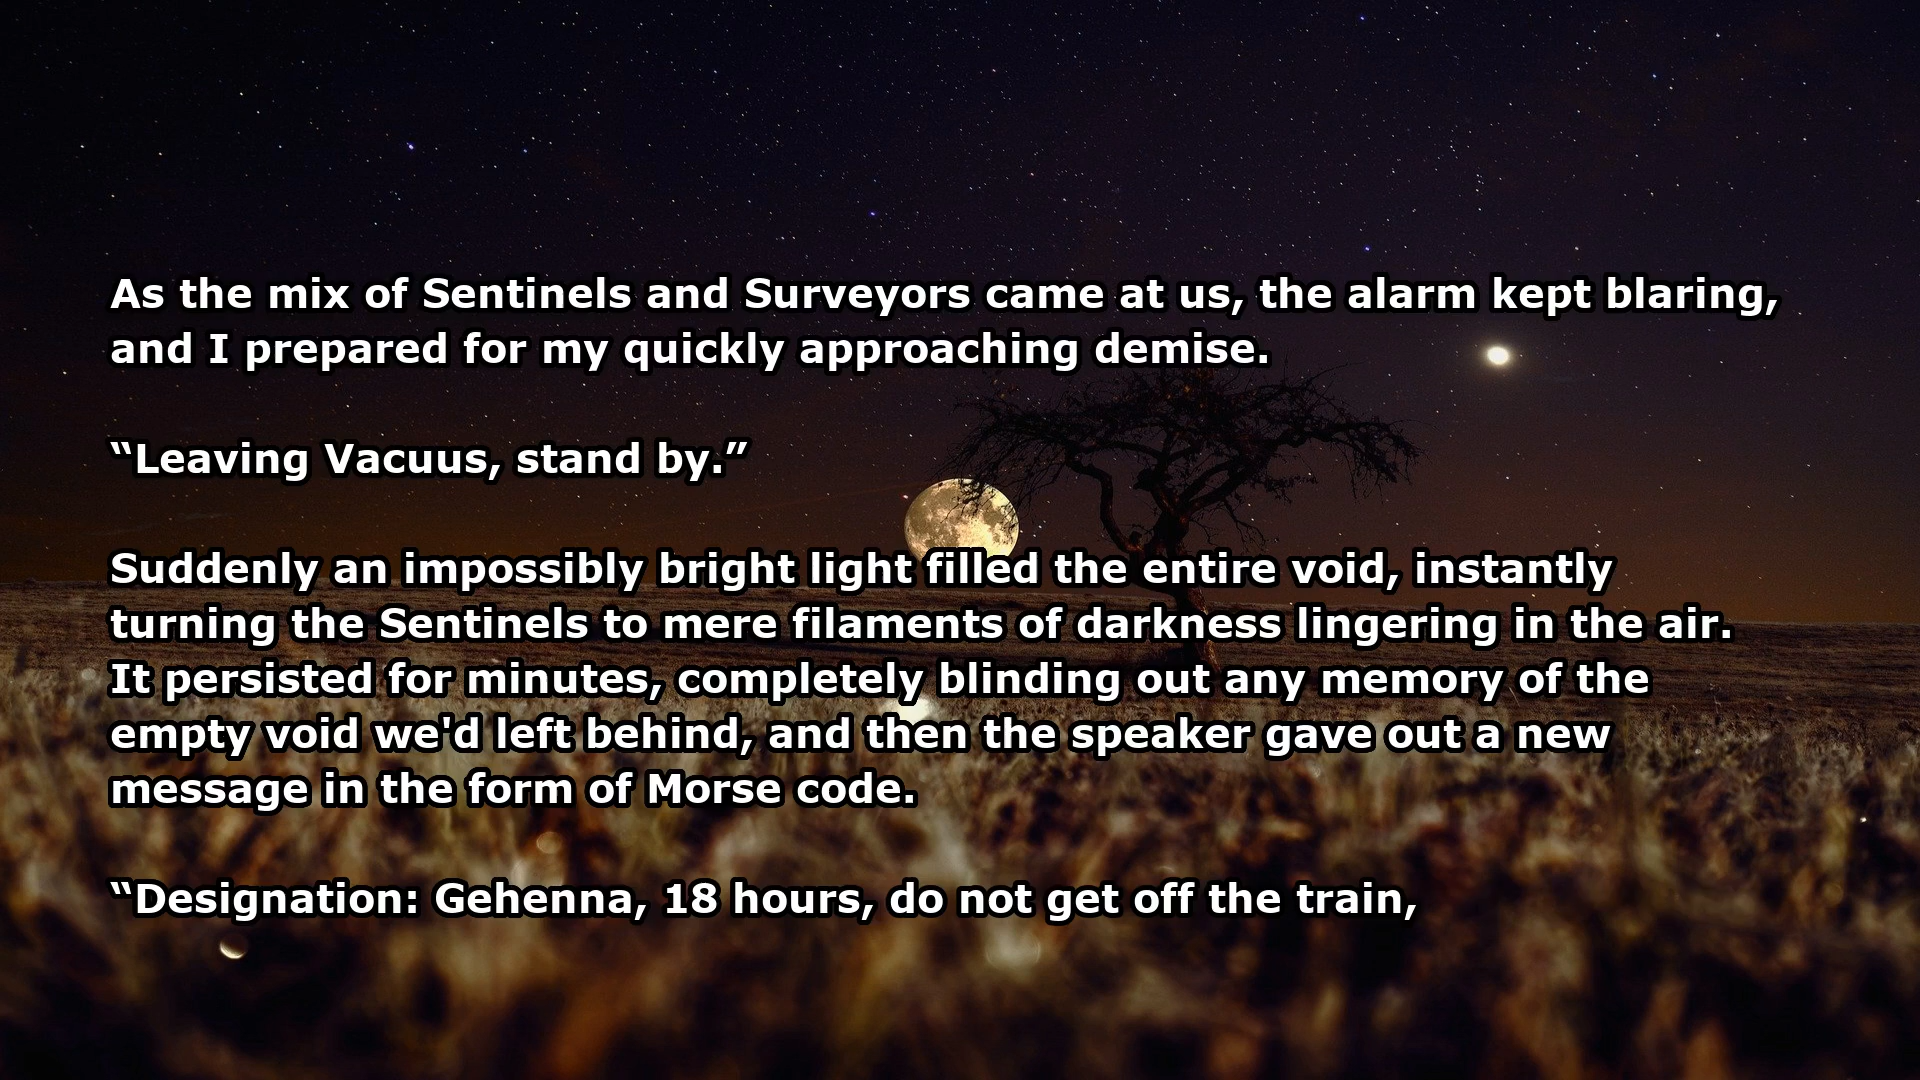 As the mix of Sentinels and Surveyors came at us, the alarm kept blaring,
and I prepared for my quickly approaching demise.
“Leaving Vacuus, stand by.”
Suddenly an impossibly bright light filled the entire void, instantly
turning the Sentinels to mere filaments of darkness lingering in the air.
It persisted for minutes, completely blinding out any memory of the
empty void we'd left behind, and then the speaker gave out a new
message in the form of Morse code.
“Designation: Gehenna, 18 hours, do not get off the train,